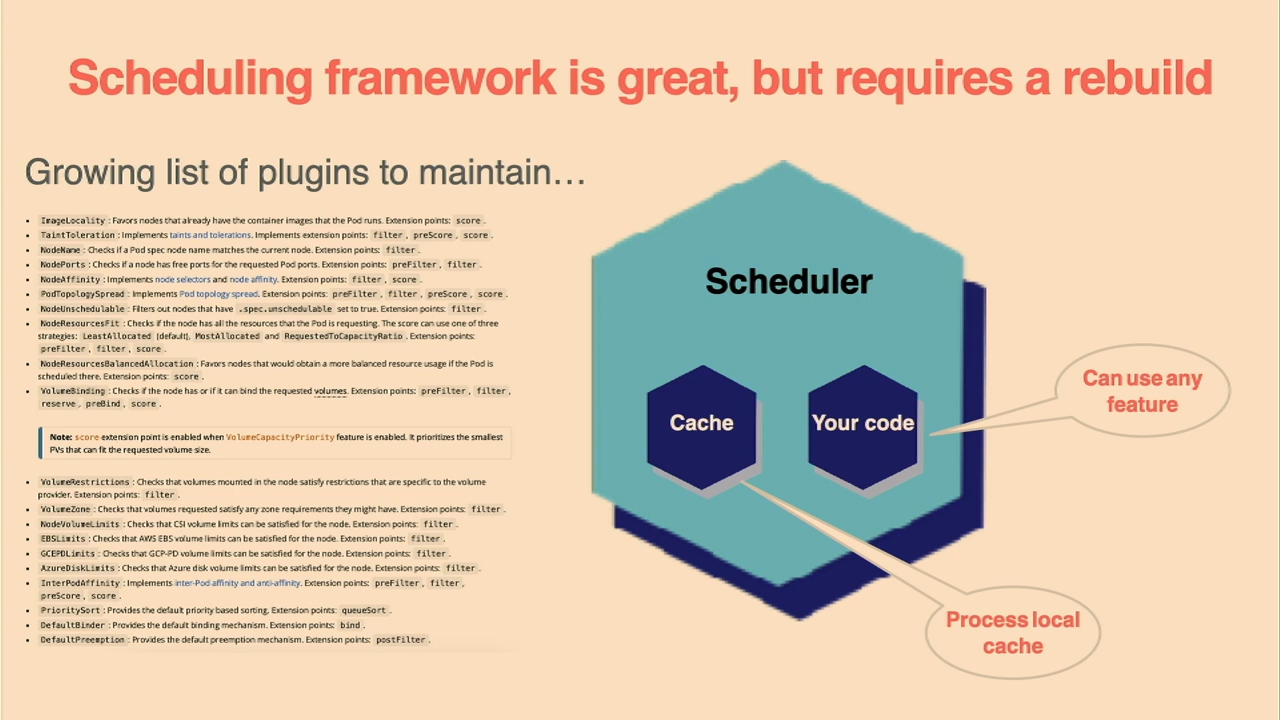 Scheduling framework is great, but requires a rebuild
Growing list of plugins to maintain…
• ImageLocality : Favors nodes that already have the container images that the Pod runs. Extension points: score .
• TaintToleration : Implements taints and tolerations. Implements extension points: filter , preScore , score .
• NodeName : Checks if a Pod spec node name matches the current node. Extension points: filter .
• NodePorts : Checks if a node has free ports for the requested Pod ports. Extension points: preFilter , filter .
• NodeAffinity : Implements node selectors and node affinity. Extension points: filter , score .
• PodTopologySpread : Implements Pod topology spread. Extension points: preFilter , filter , preScore , score .
• NodeUnschedulable : Filters out nodes that have .spec.unschedulable set to true. Extension points: filter .
• NodeResourcesFit : Checks if the node has all the resources that the Pod is requesting. The score can use one of three
strategies: LeastAllocated (default), MostAllocated and RequestedToCapacityRatio . Extension points:
preFilter , filter , score .
• NodeResourcesBalancedAllocation : Favors nodes that would obtain a more balanced resource usage if the Pod is
scheduled there. Extension points: score .
• VolumeBinding : Checks if the node has or if it can bind the requested volumes. Extension points: preFilter , filter ,
reserve , preBind , score .
Note: score extension point is enabled when VolumeCapacityPriority feature is enabled. It prioritizes the smallest
PVs that can fit the requested volume size.
• VolumeRestrictions : Checks that volumes mounted in the node satisfy restrictions that are specific to the volume
provider. Extension points: filter .
• VolumeZone : Checks that volumes requested satisfy any zone requirements they might have. Extension points: filter .
• NodeVolumeLimits : Checks that CSI volume limits can be satisfied for the node. Extension points: filter .
• EBSLimits : Checks that AWS EBS volume limits can be satisfied for the node. Extension points: filter .
• GCEPDLimits : Checks that GCP-PD volume limits can be satisfied for the node. Extension points: filter .
• AzureDiskLimits : Checks that Azure disk volume limits can be satisfied for the node. Extension points: filter .
• InterPodAffinity : Implements inter-Pod affinity and anti-affinity. Extension points: preFilter , filter ,
preScore , score .
• PrioritySort : Provides the default priority based sorting. Extension points: queueSort .
• DefaultBinder : Provides the default binding mechanism. Extension points: bind .
• DefaultPreemption : Provides the default preemption mechanism. Extension points: postFilter .
Scheduler
Cache
Your code
Can use any
feature
Process local
cache